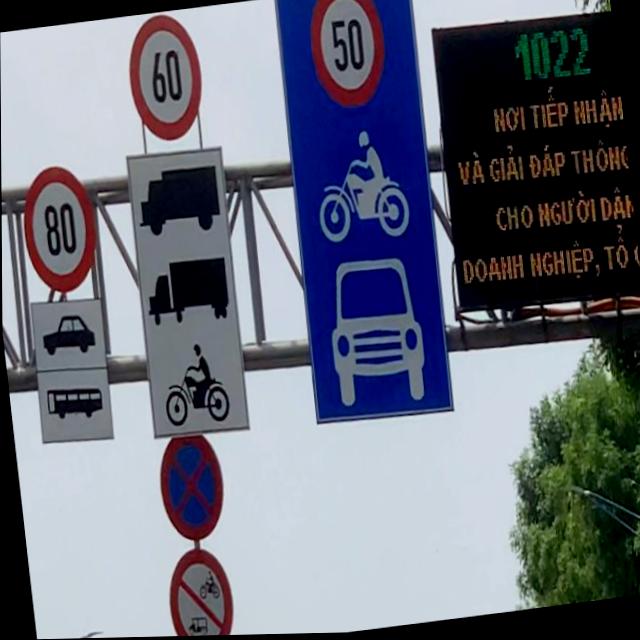 80
60
50
1022
NƠI TIẾP NHẬN
VÀ GIẢI ĐÁP THÔNG
CHO NGƯỜI DÂN
DOANH NGHIỆP, TỔ